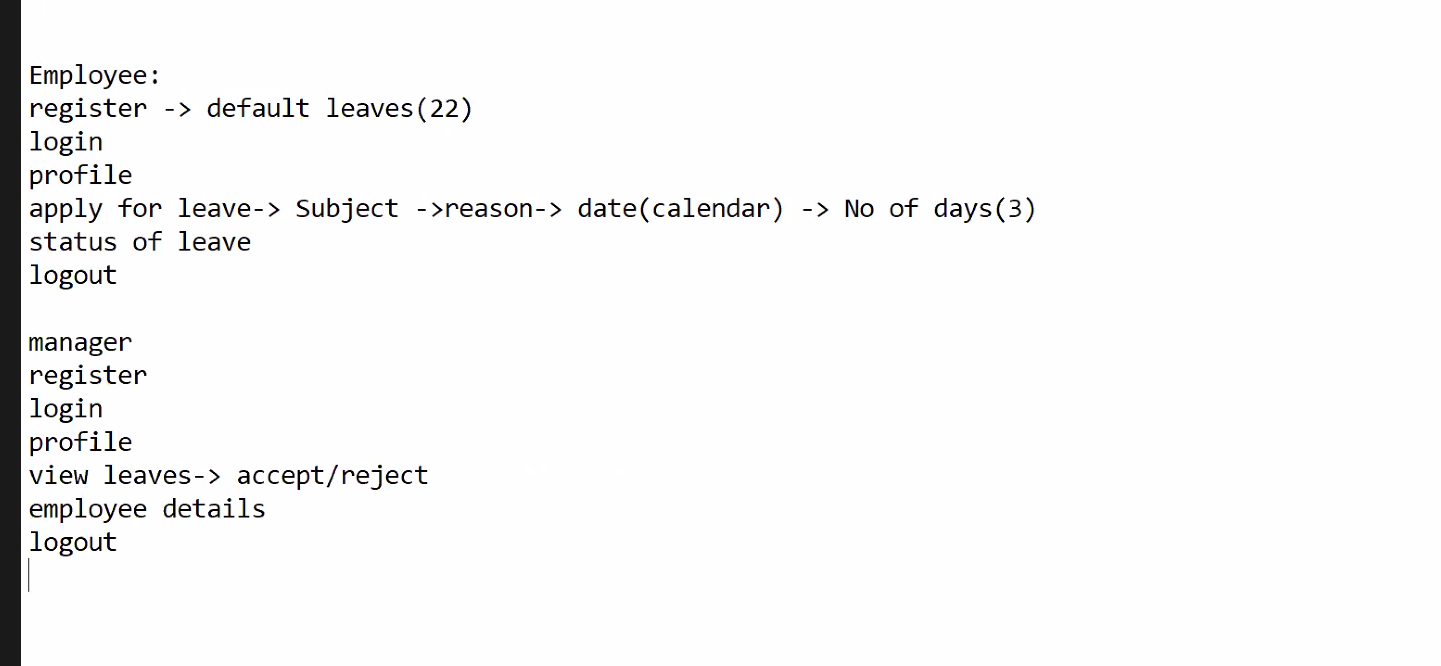 Employee:
register -> default leaves(22)
login
profile
apply for leave-> Subject ->reason-> date(calendar) -> No of days(3)
status of leave
logout
manager
register
login
profile
view leaves-> accept/reject
employee details
logout